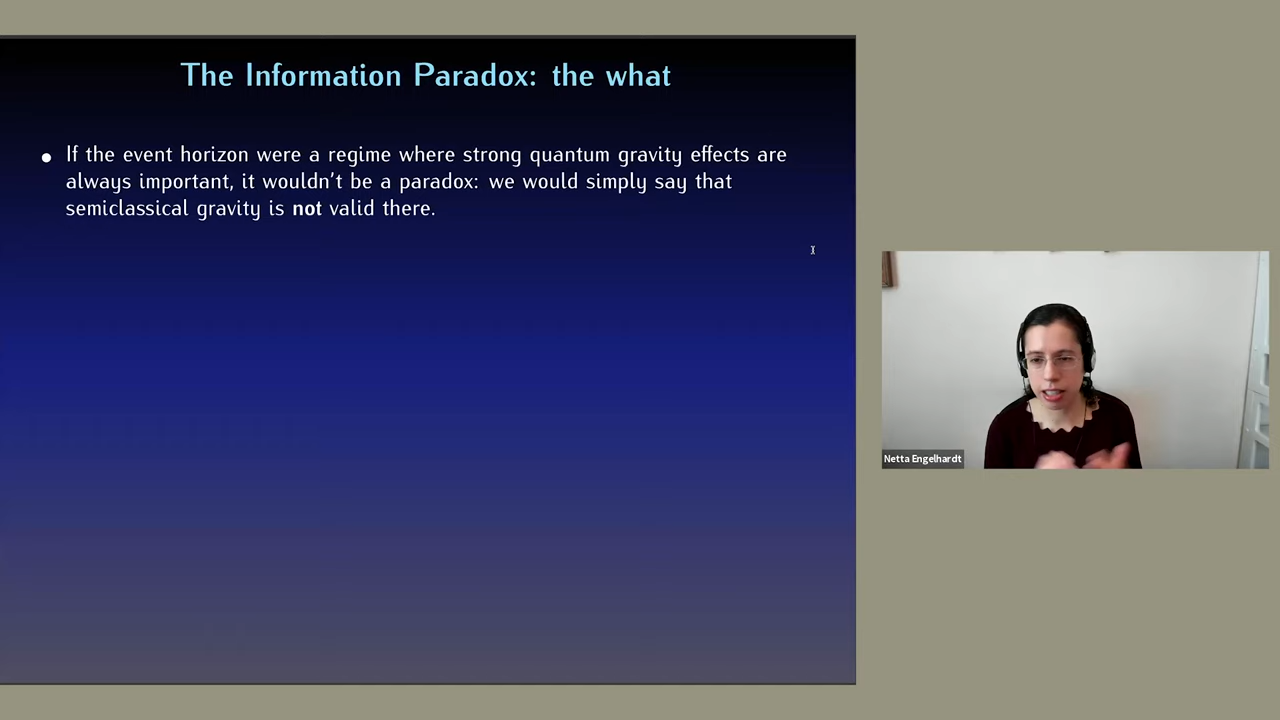 The Information Paradox: the what
• If the event horizon were a regime where strong quantum gravity effects are
always important, it wouldn't be a paradox: we would simply say that
semiclassical gravity is not valid there.
Netta Engelhardt